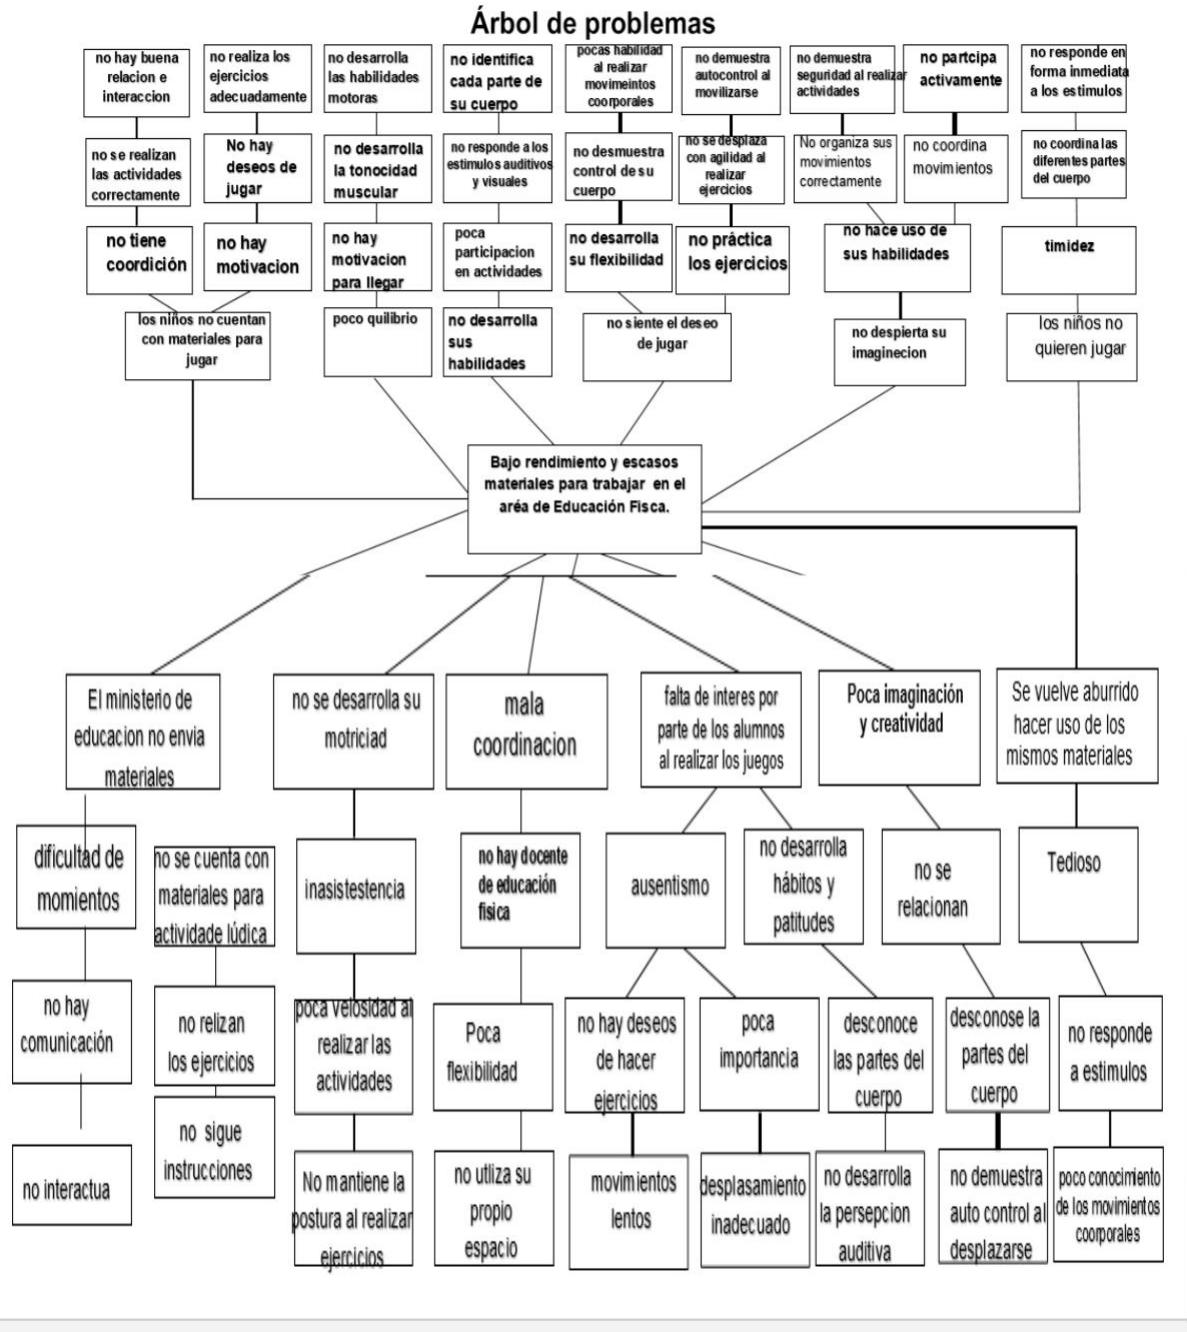 Árbol de problemas
no hay buena
relacion e
interaccion
no realiza los
ejercicios
adecuadamente
no desarrolla
las habilidades
motoras
no identifica
cada parte de
su cuerpo
pocas habilidad
al realizar
movimeintos
coorporales
no demuestra
autocontrol al
movilizarse
no demuestra
seguridad al realizar
actividades
no partcipa
activamente
no responde en
forma inmediata
a los estimulos
no se realizan
las actividades
correctamente
No hay
deseos de
jugar
no desarrolla
la tonocidad
muscular
no responde a los
estimulos auditivos
y visuales
no desmuestra
control de su
cuerpo
no se desplaza
con agilidad al
realizar
ejercicios
No organiza sus
movimientos
correctamente
no coordina
movimientos
no coordina las
diferentes partes
del cuerpo
no tiene
coordición
no hay
motivacion
no hay
motivacion
para llegar
poca
participacion
en actividades
no desarrolla
su flexibilidad
no práctica
los ejercicios
no hace uso de
sus habilidades
timidez
los niños no cuentan
con materiales para
jugar
poco quilibrio
no desarrolla
sus
habilidades
no siente el deseo
de jugar
no despierta su
imaginecion
los niños no
quieren jugar
Bajo rendimiento y escasos
materiales para trabajar en el
aréa de Educación Fisca.
El ministerio de
educacion no envia
materiales
no se desarrolla su
motriciad
mala
coordinacion
falta de interes por
parte de los alumnos
al realizar los juegos
Poca imaginación
y creatividad
Se vuelve aburrido
hacer uso de los
mismos materiales
dificultad de
momientos
no se cuenta con
materiales para
actividade lúdica
inasistestencia
no hay docente
de educación
fisica
ausentismo
no desarrolla
hábitos y
patitudes
no se
relacionan
Tedioso
no hay
comunicación
no relizan
los ejercicios
poca velosidad al
realizar las
actividades
Poca
flexibilidad
no hay deseos
de hacer
ejercicios
poca
importancia
desconoce
las partes del
cuerpo
desconose la
partes del
cuerpo
no responde
a estimulos
no interactua
no sigue
instrucciones
No mantiene la
postura al realizar
ejercicios
no utliza su
propio
espacio
movimientos
lentos
desplasamiento
inadecuado
no desarrolla
la persepcion
auditiva
no demuestra
auto control al
desplazarse
poco conocimiento
de los movimientos
coorporales